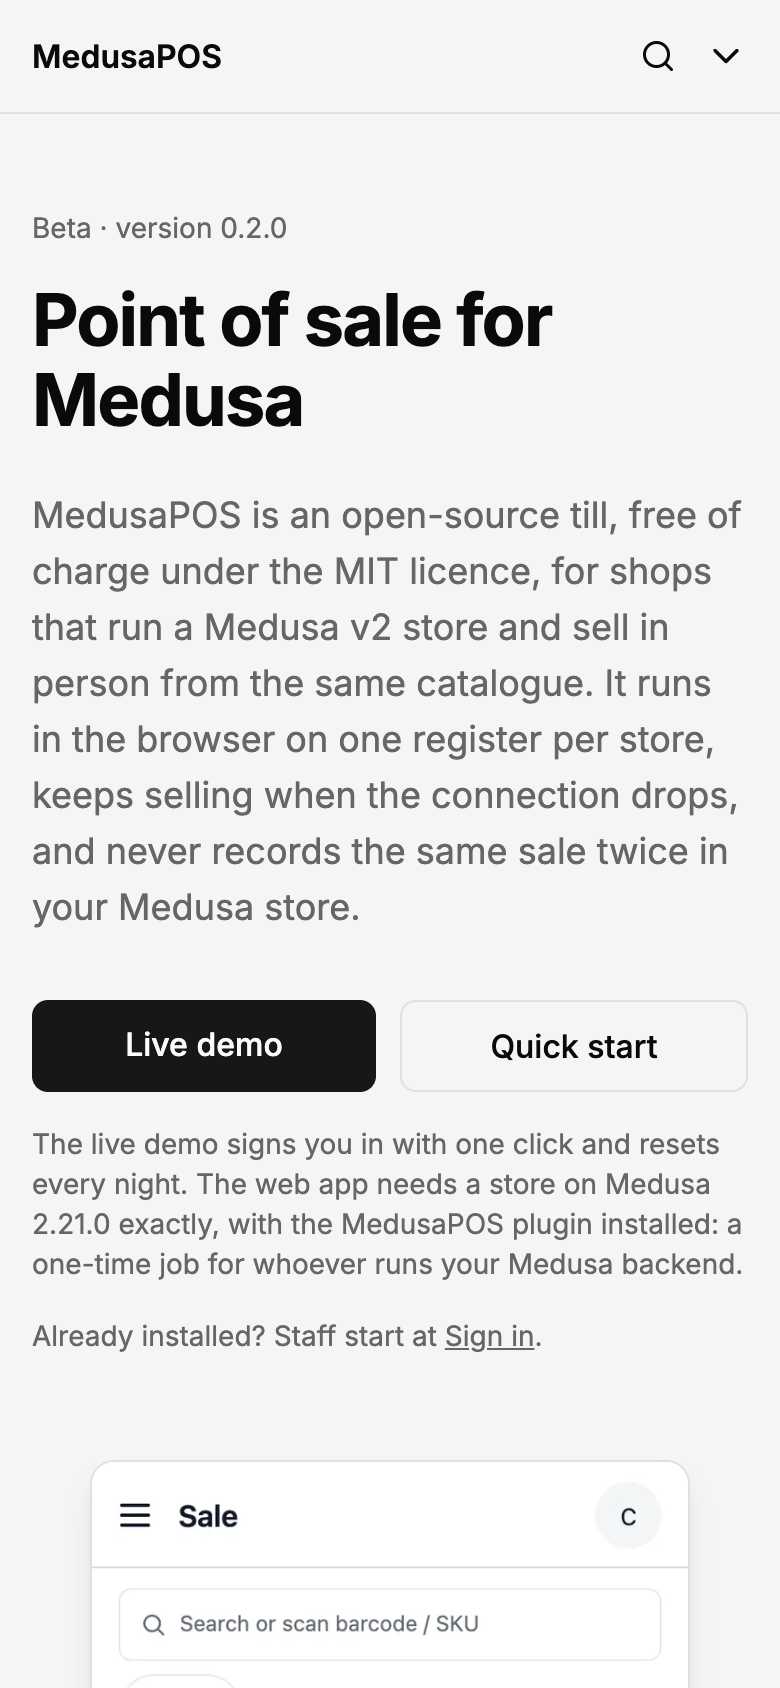 MedusaPOS
Beta · version 0.2.0
Point of sale for
Medusa
MedusaPOS is an open-source till, free of
charge under the MIT licence, for shops
that run a Medusa v2 store and sell in
person from the same catalogue. It runs
in the browser on one register per store,
keeps selling when the connection drops,
and never records the same sale twice in
your Medusa store.
Live demo
Quick start
The live demo signs you in with one click and resets
every night. The web app needs a store on Medusa
2.21.0 exactly, with the MedusaPOS plugin installed: a
one-time job for whoever runs your Medusa backend.
Already installed? Staff start at Sign in.
Sale
C
Search or scan barcode / SKU